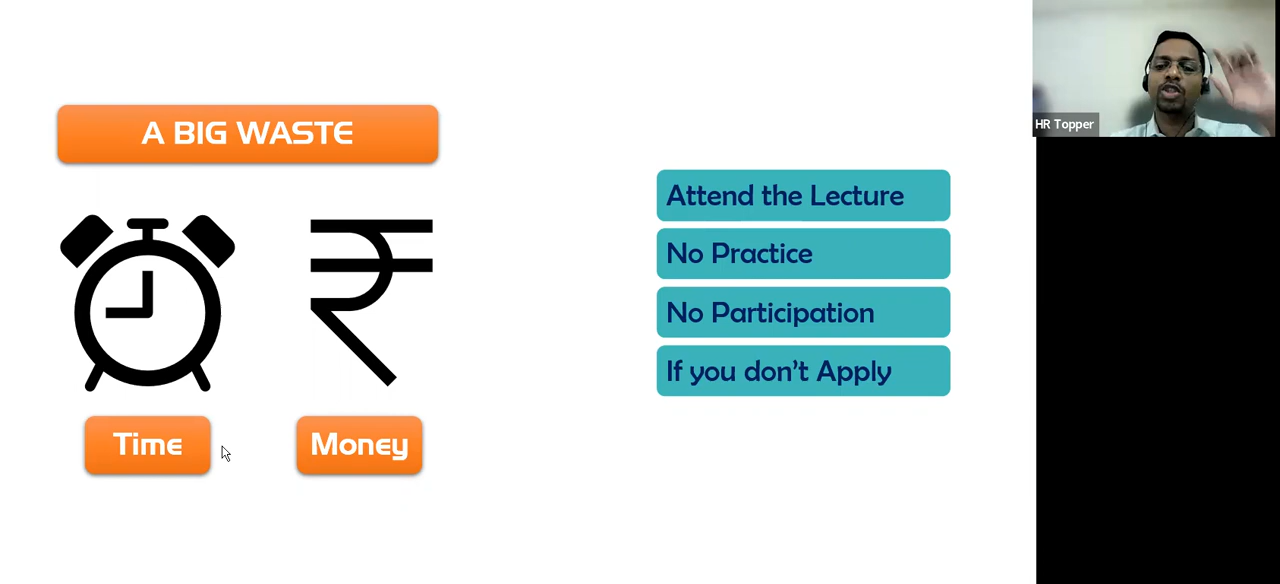 A BIG WASTE
Time
Money
Attend the Lecture
No Practice
No Participation
If you don't Apply
HR Topper